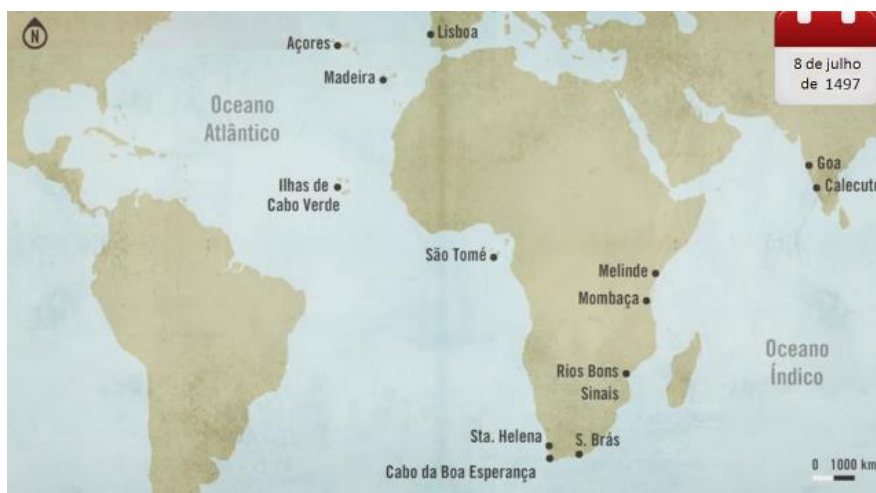 N
Lisboa
Açores
8 de julho
de 1497
Madeira
Oceano
Atlântico
Goa
Ilhas de
Cabo Verde
Calecute
São Tomé
Melinde
Mombaça
Oceano
Índico
Rios Bons
Sinais
Sta. Helena
S. Brás
Cabo da Boa Esperança
0 1000 km